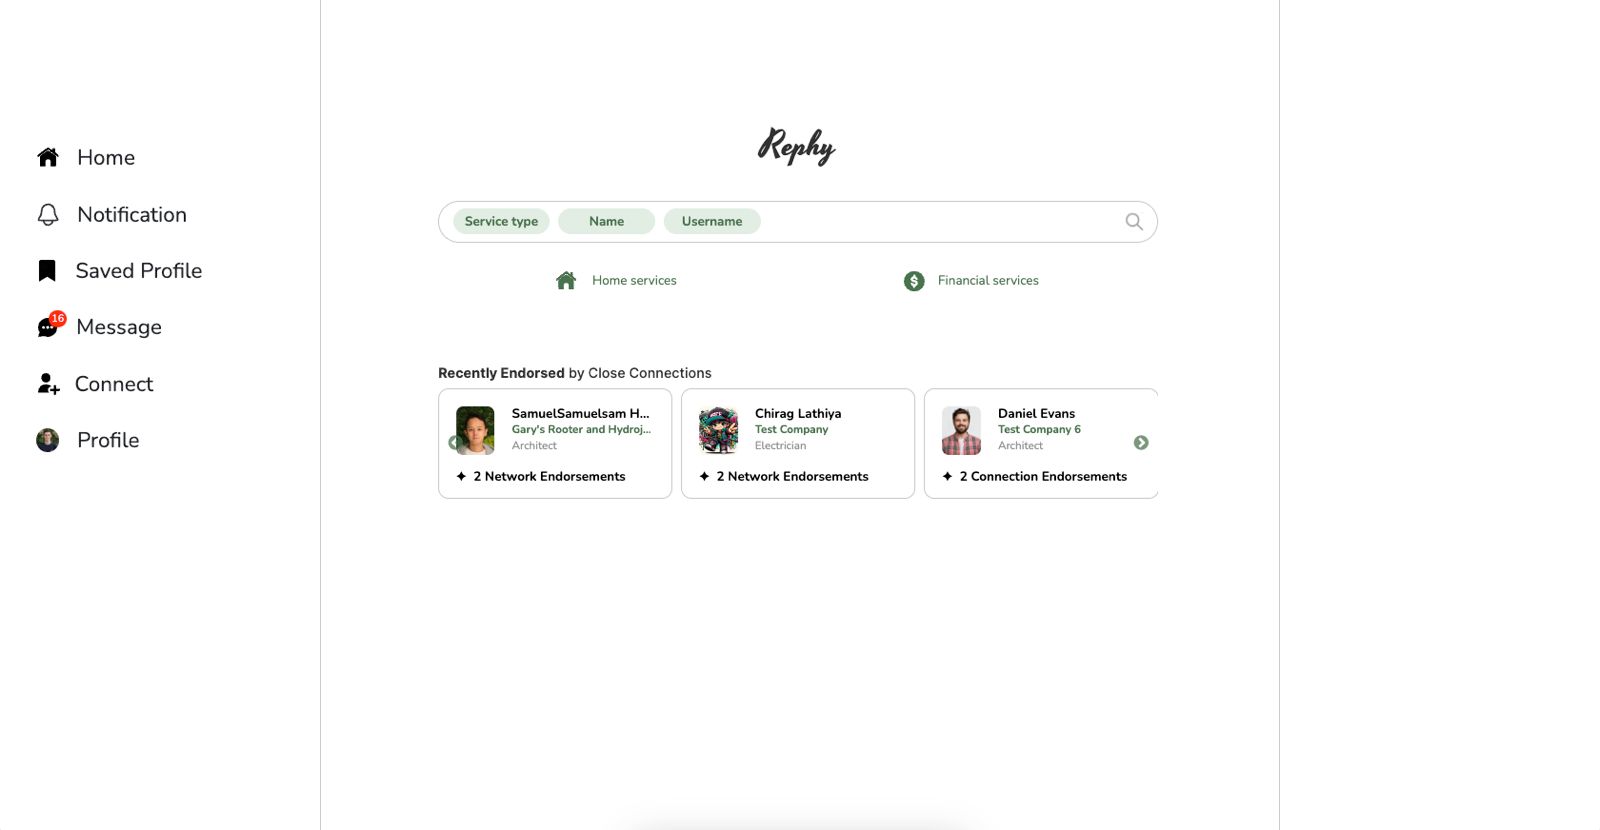 Home
Notification
Saved Profile
16
Message
Connect
Profile
Rephy
Service type Name Username
Home services Financial services
Recently Endorsed by Close Connections
SamuelSamuelsam H...
Gary's Rooter and Hydroj...
Architect
2 Network Endorsements
Chirag Lathiya
Test Company
Electrician
2 Network Endorsements
Daniel Evans
Test Company 6
Architect
2 Connection Endorsements